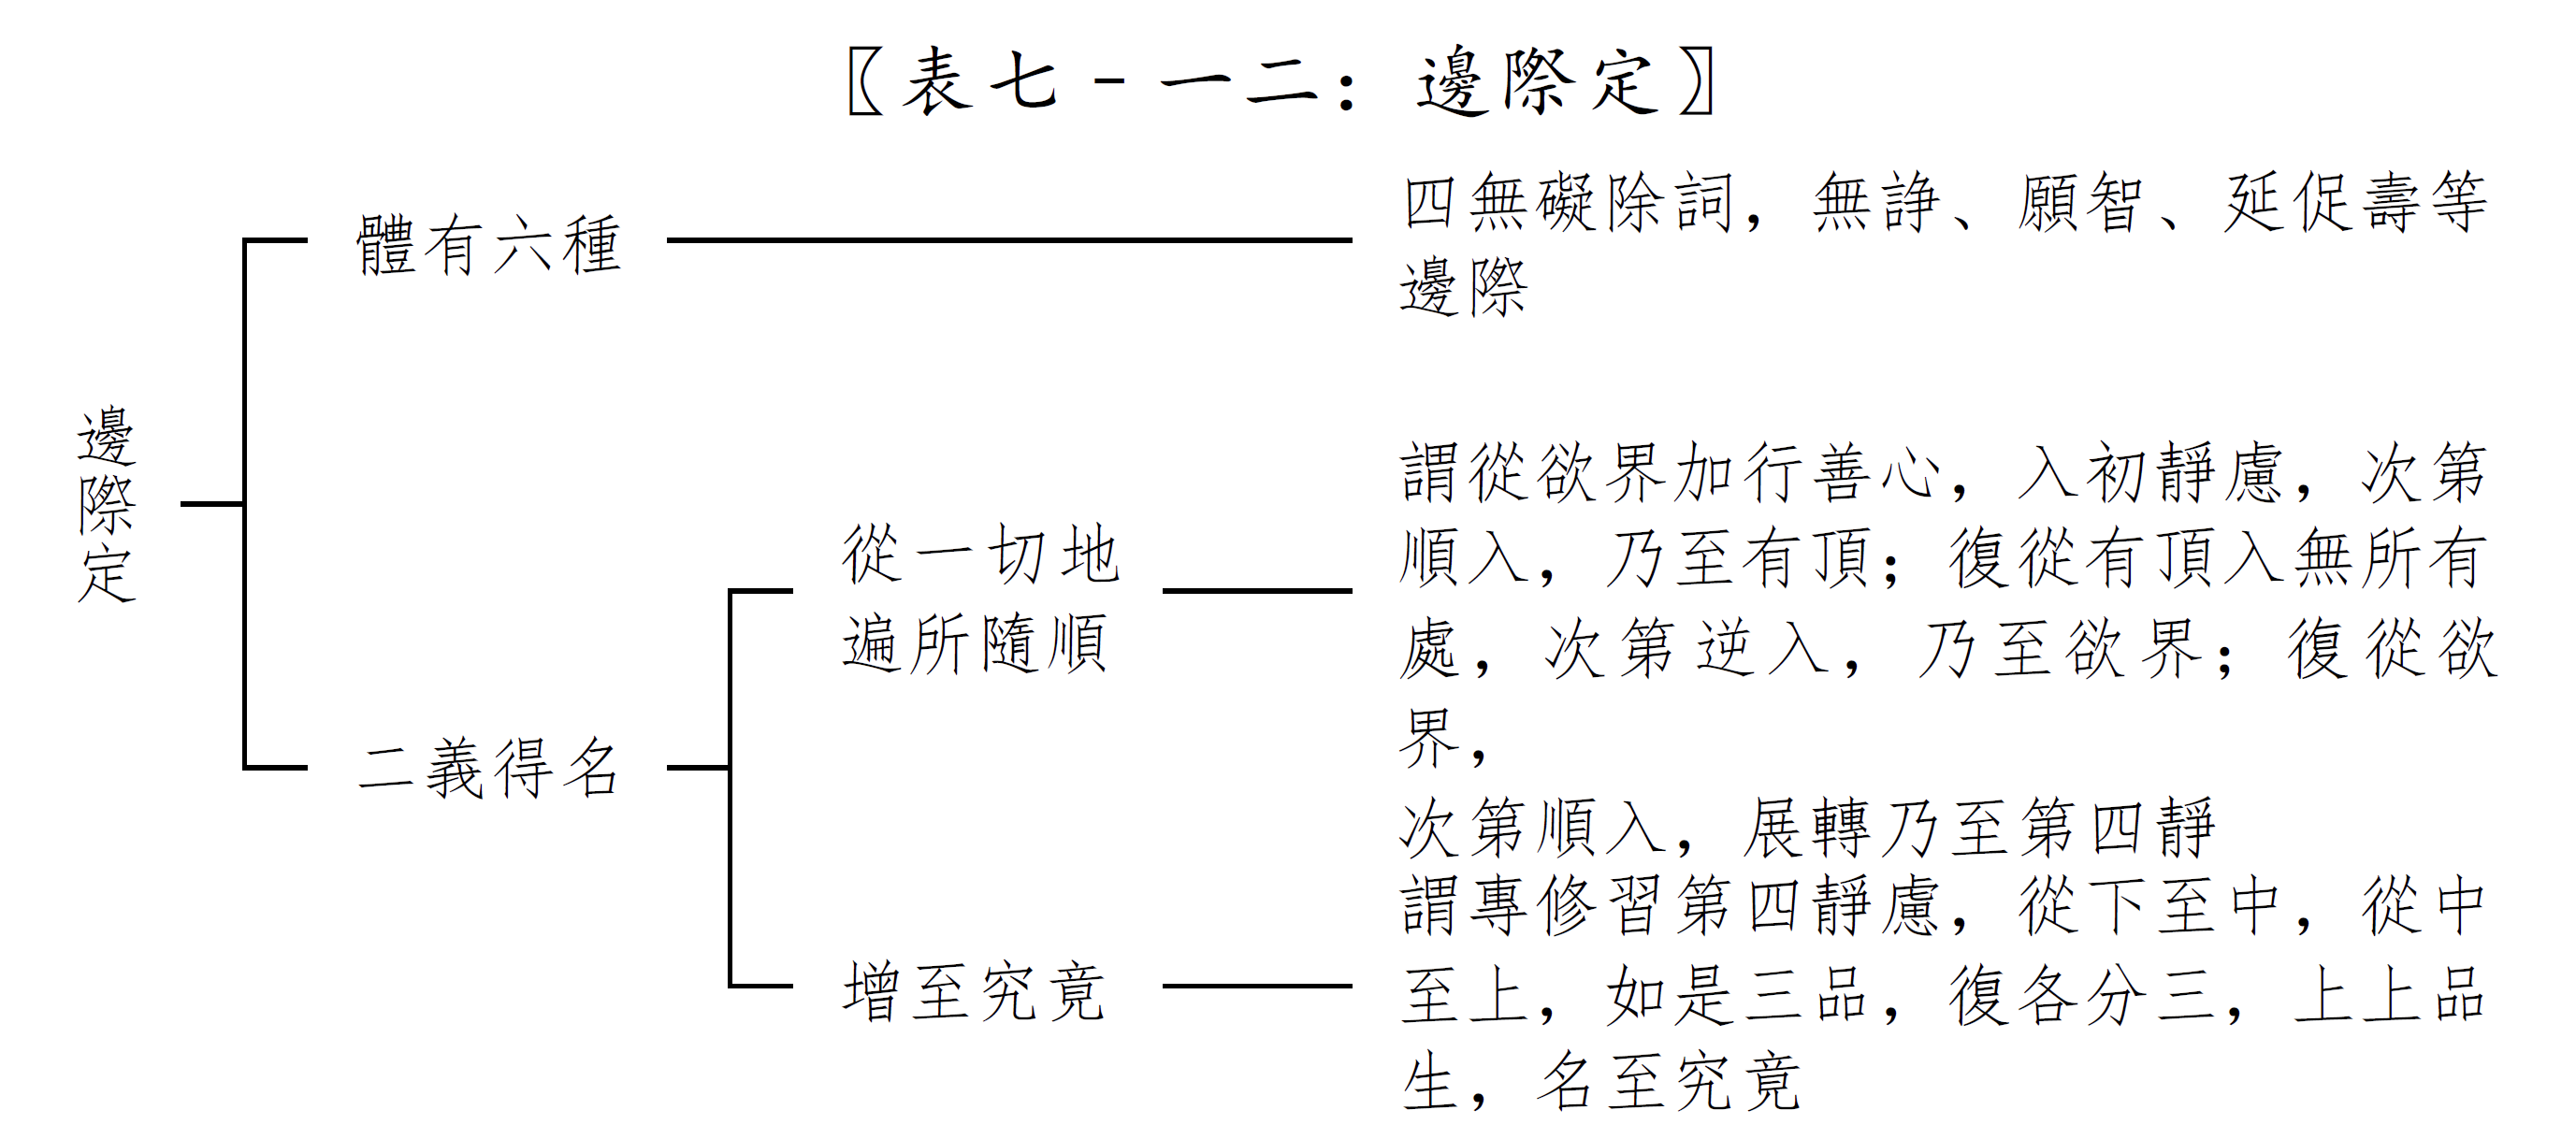 〖表七‐一二：邊際定〗
邊際定
體有六種
四無礙除詞，無諍、願智、延促壽等
邊際
二義得名
從一切地
遍所隨順
謂從欲界加行善心，入初靜慮，次第
順入，乃至有頂；復從有頂入無所有
處，次第逆入，乃至欲界；復從欲
界，
次第順入，展轉乃至第四靜
增至究竟
謂專修習第四靜慮，從下至中，從中
至上，如是三品，復各分三，上上品
生，名至究竟